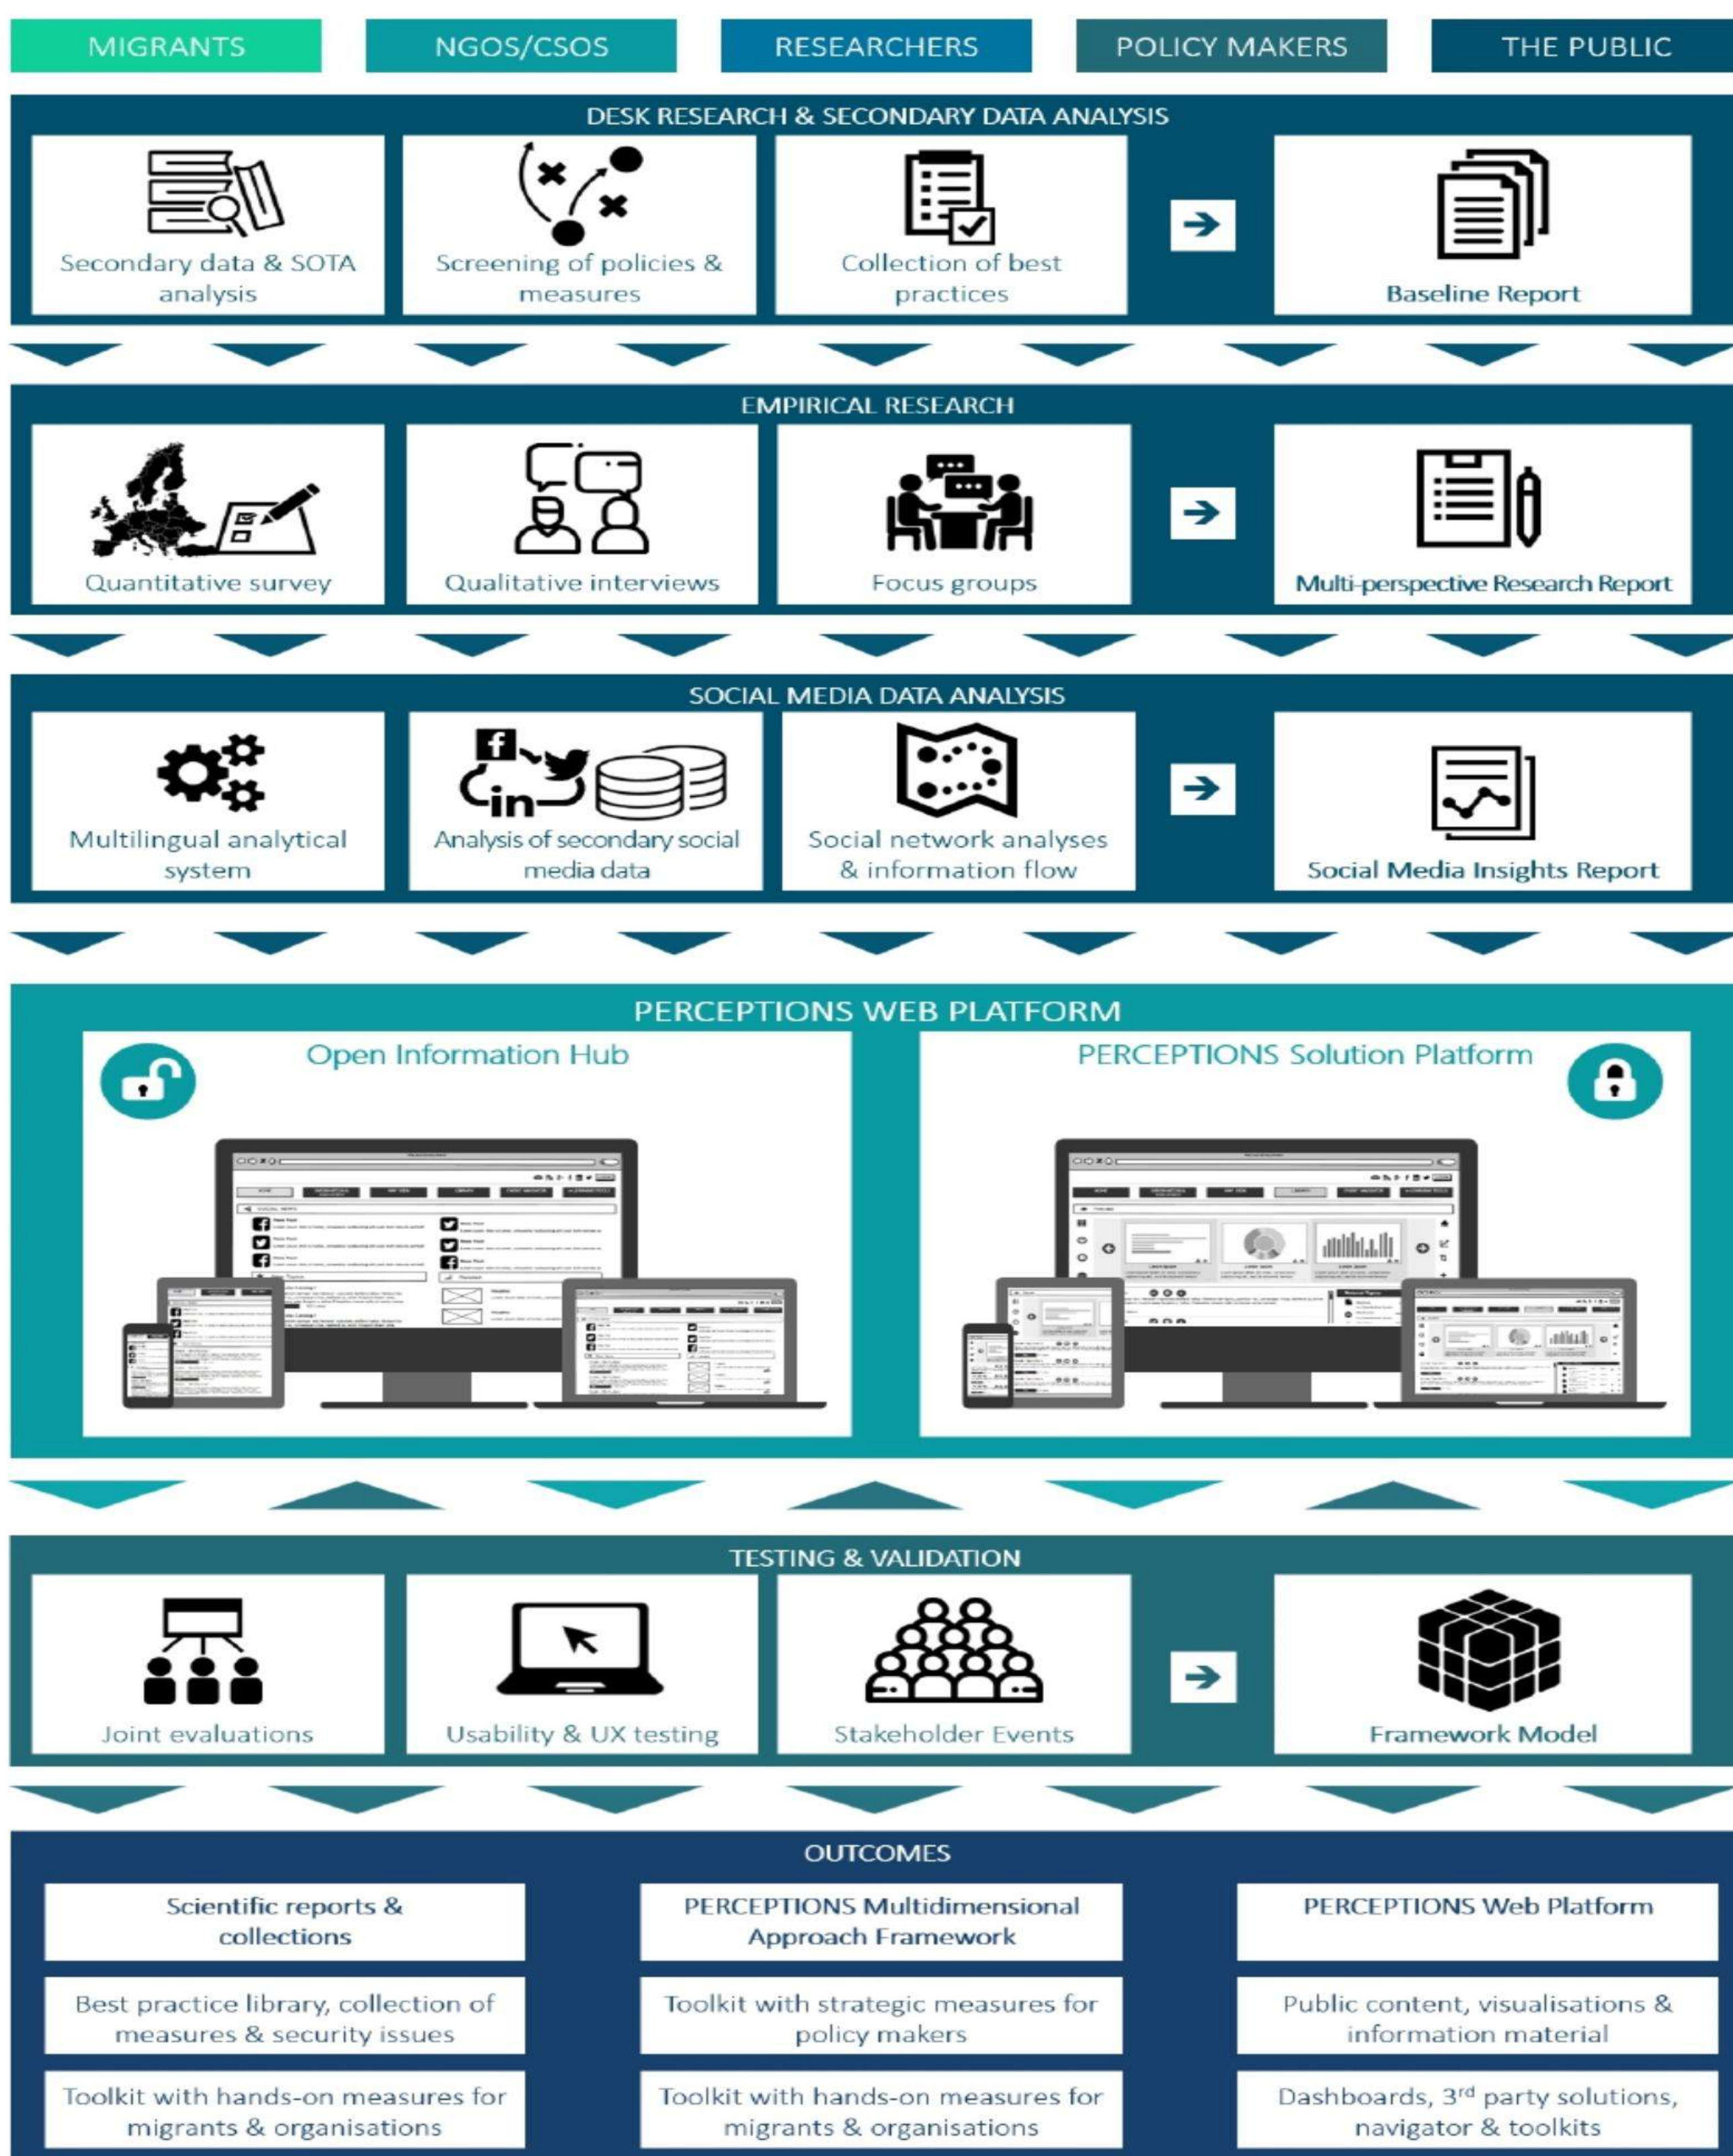 MIGRANTS
NGOS/CSOS
RESEARCHERS
POLICY MAKERS
THE PUBLIC
DESK RESEARCH & SECONDARY DATA ANALYSIS
Secondary data & SOTA
analysis
Screening of policies &
measures
Collection of best
practices
Baseline Report
EMPIRICAL RESEARCH
Quantitative survey
Qualitative interviews
Focus groups
Multi-perspective Research Report
SOCIAL MEDIA DATA ANALYSIS
Multilingual analytical
system
in
Analysis of secondary social
media data
Social network analyses
& information flow
Social Media Insights Report
PERCEPTIONS WEB PLATFORM
Open Information Hub
PERCEPTIONS Solution Platform
TESTING & VALIDATION
Joint evaluations
Usability & UX testing
Stakeholder Events
Framework Model
OUTCOMES
Scientific reports &
collections
PERCEPTIONS Multidimensional
Approach Framework
PERCEPTIONS Web Platform
Best practice library, collection of
measures & security issues
Toolkit with strategic measures for
policy makers
Public content, visualisations &
information material
Toolkit with hands-on measures for
migrants & organisations
Toolkit with hands-on measures for
migrants & organisations
Dashboards, 3rd party solutions,
navigator & toolkits